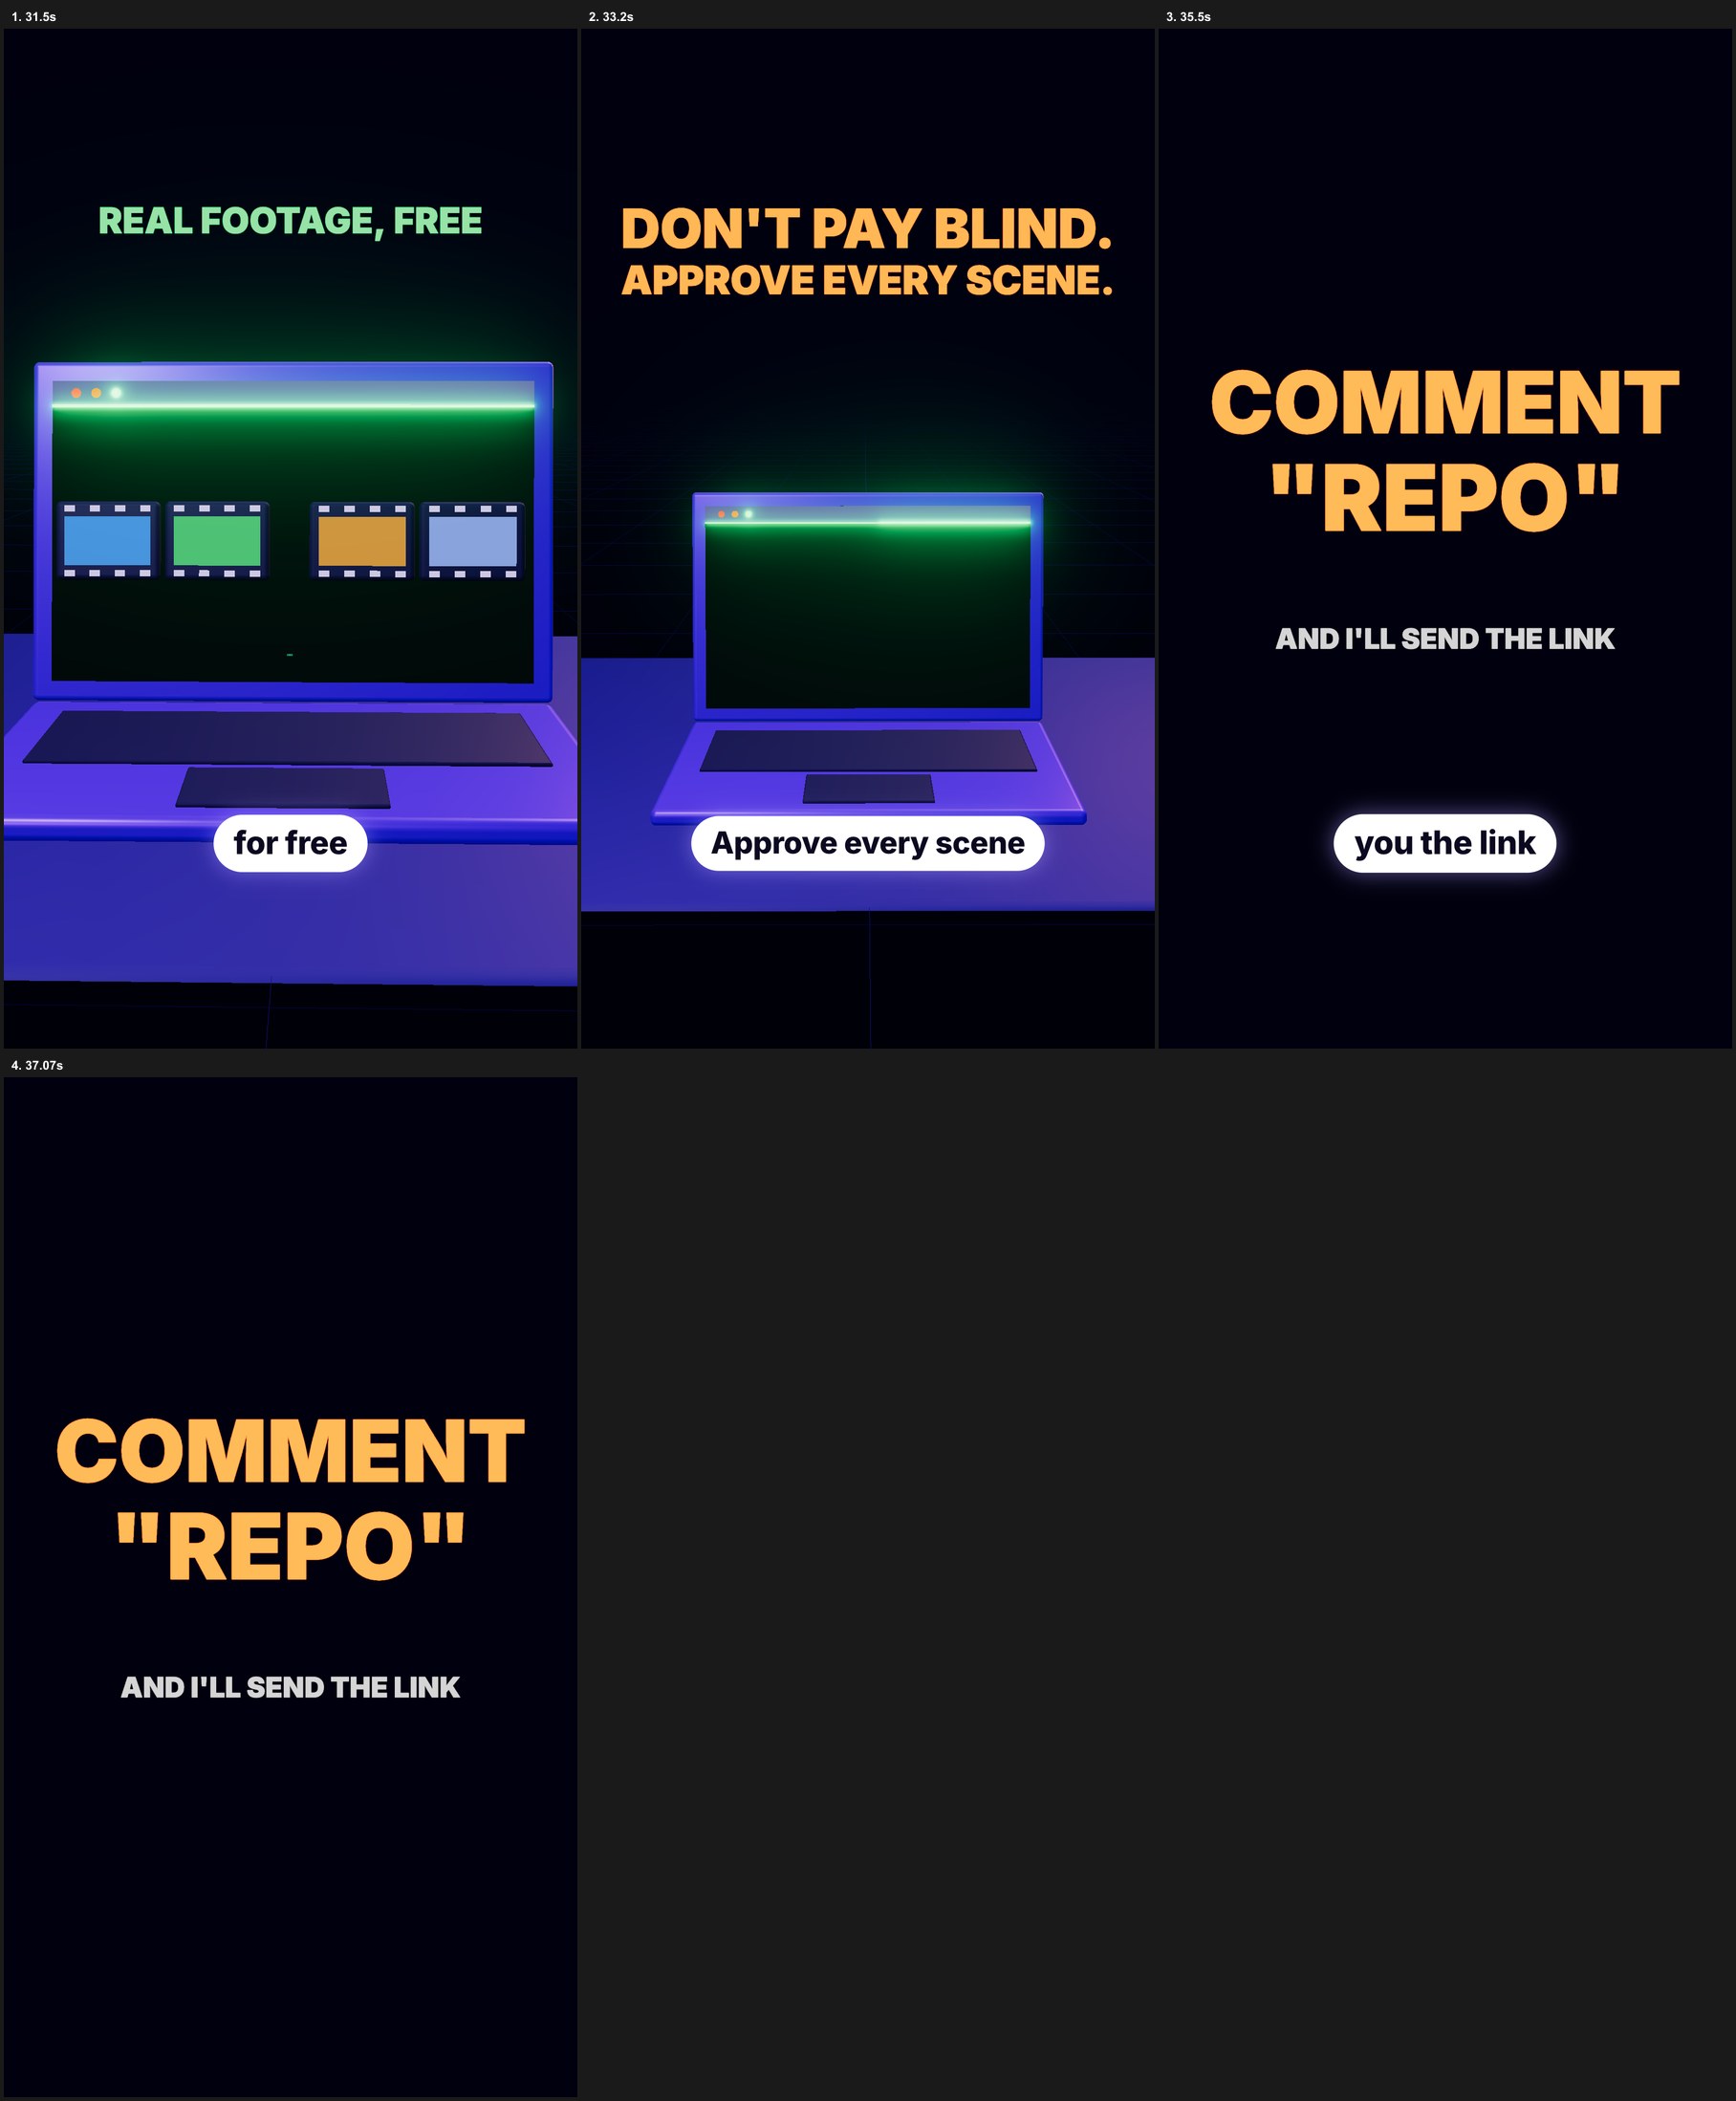 1. 31.5s
REAL FOOTAGE, FREE
for free
2. 33.2s
DON'T PAY BLIND.
APPROVE EVERY SCENE.
Approve every scene
3. 35.5s
COMMENT
"REPO"
AND I'LL SEND THE LINK
you the link
4. 37.07s
COMMENT
"REPO"
AND I'LL SEND THE LINK